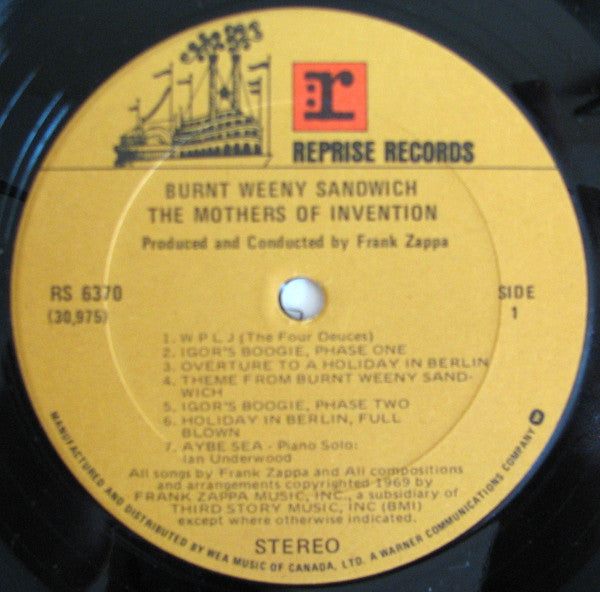 r
REPRISE RECORDS
BURNT WEENY SANDWICH
THE MOTHERS OF INVENTION
Produced and Conducted by Frank Zappa
RS 6370
(30,975)
SIDE
1
1. W P L J (The Four Deuces)
2. IGOR'S BOOGIE, PHASE ONE
3. OVERTURE TO A HOLIDAY IN BERLIN
4. THEME FROM BURNT WEENY SAND-
WICH
5. IGOR'S BOOGIE, PHASE TWO
6. HOLIDAY IN BERLIN, FULL
BLOWN
7. AYBE SEA - Piano Solo:
Ian Underwood
All songs by Frank Zappa and All compositions
and arrangements copyrighted 1969 by
FRANK ZAPPA MUSIC, INC., a subsidiary of
THIRD STORY MUSIC, INC (BMI)
except where otherwise indicated.
STEREO
MANUFACTURED AND DISTRIBUTED BY WEA MUSIC OF CANADA, LTD. A WARNER COMMUNICATIONS COMPANY